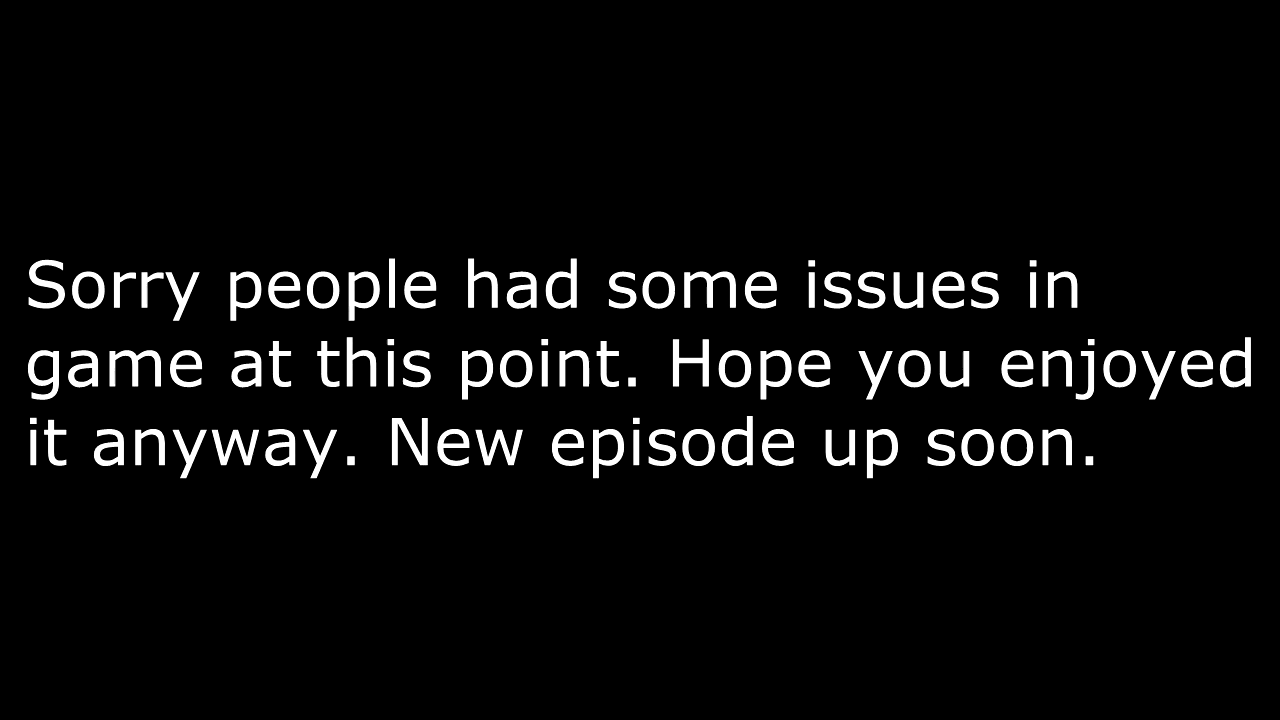 Sorry people had some issues in
game at this point. Hope you enjoyed
it anyway. New episode up soon.